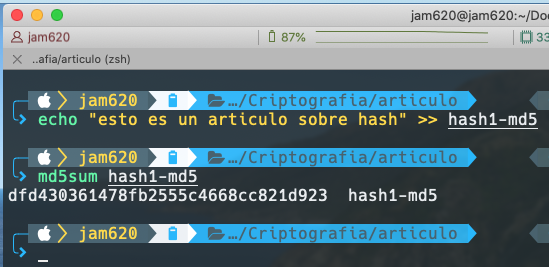 jam620@jam620:~/Doc
jam620
87%
33
..afia/articulo (zsh)
jam620 …/Criptografia/articulo
echo "esto es un articulo sobre hash" >> hash1-md5
jam620 …/Criptografia/articulo
md5sum hash1-md5
dfd430361478fb2555c4668cc821d923  hash1-md5
jam620 …/Criptografia/articulo